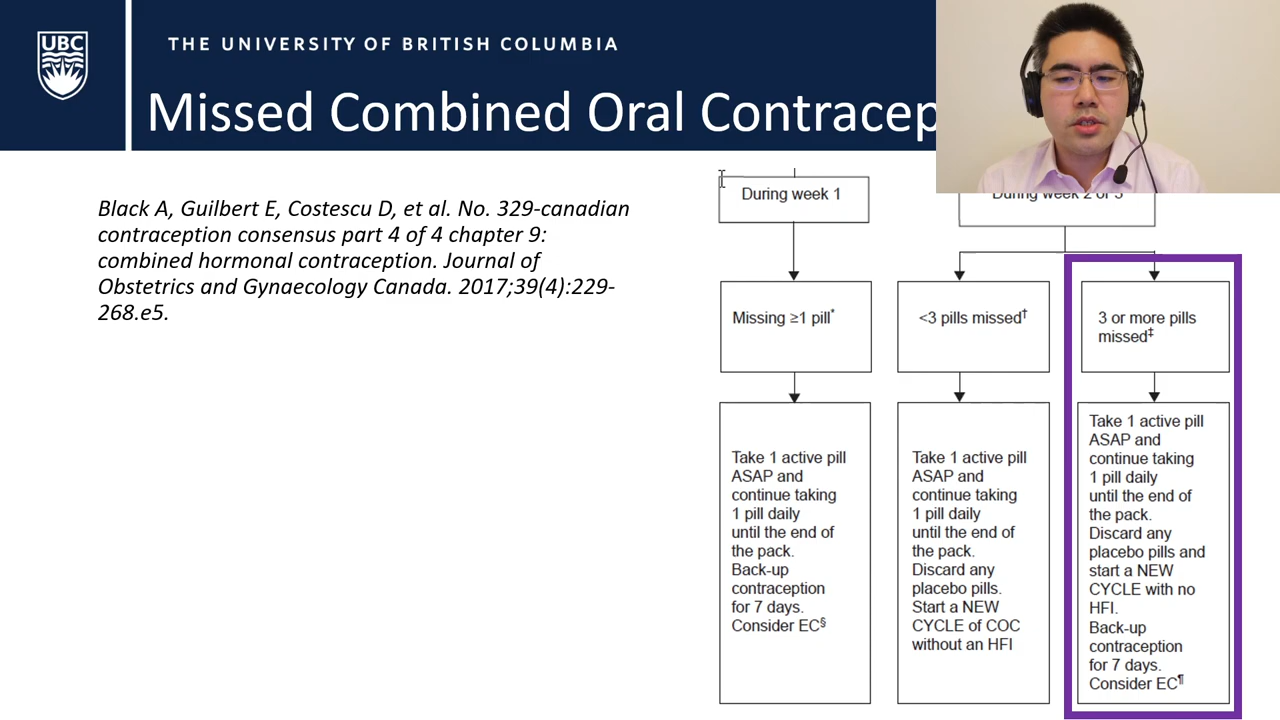 UBC
THE UNIVERSITY OF BRITISH COLUMBIA
Missed Combined Oral
Black A, Guilbert E, Costescu D, et al. No. 329-canadian
contraception consensus part 4 of 4 chapter 9:
combined hormonal contraception. Journal of
Obstetrics and Gynaecology Canada. 2017;39(4):229-
268.e5.
During week 1
During week 2 or 3
Missing ≥1 pill*
<3 pills missed†
3 or more pills
missed‡
Take 1 active pill
ASAP and
continue taking
1 pill daily
until the end of
the pack.
Back-up
contraception
for 7 days.
Consider EC§
Take 1 active pill
ASAP and
continue taking
1 pill daily
until the end of
the pack.
Discard any
placebo pills.
Start a NEW
CYCLE of COC
without an HFI
Take 1 active pill
ASAP and
continue taking
1 pill daily
until the end of
the pack.
Discard any
placebo pills and
start a NEW
CYCLE with no
HFI.
Back-up
contraception
for 7 days.
Consider EC¶